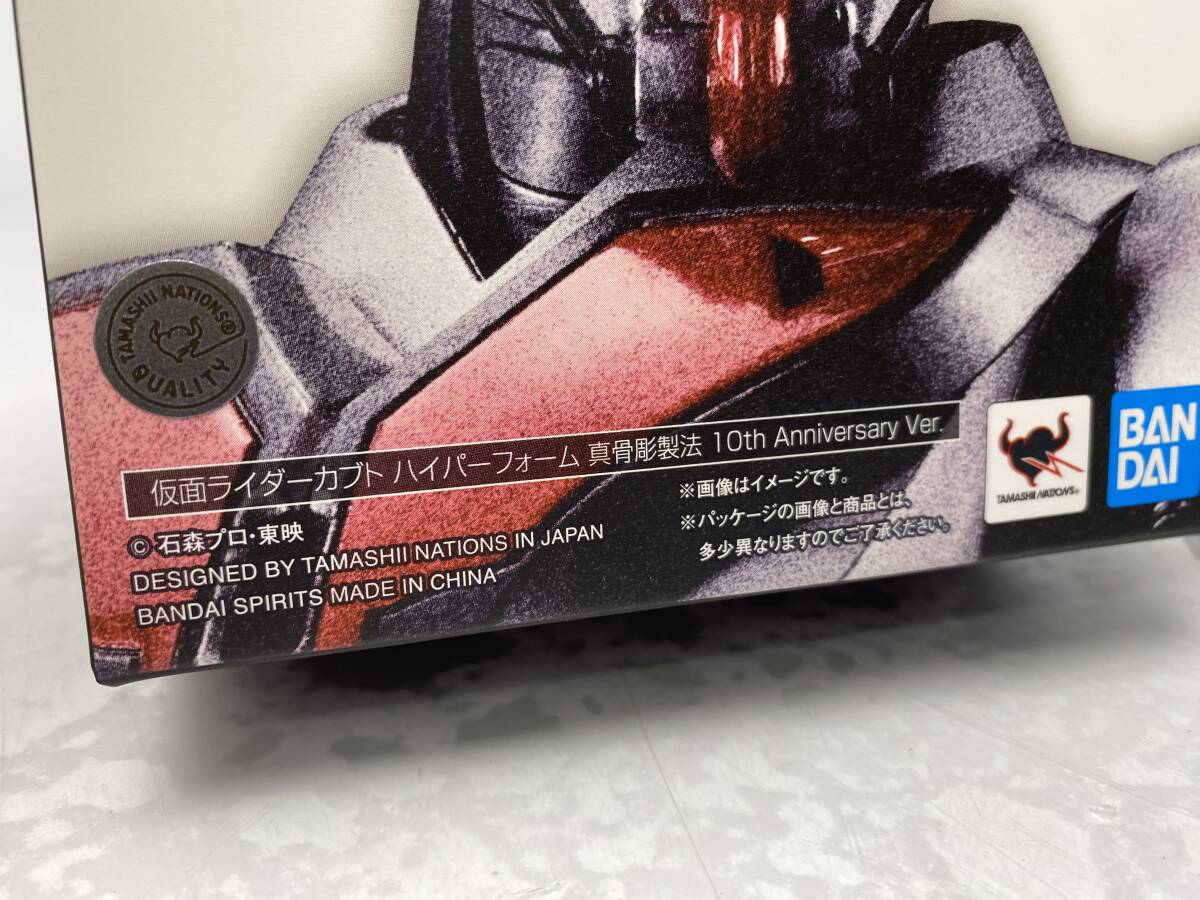 TAMASHII NATIONS®
QUALITY
仮面ライダーカブト ハイパーフォーム 真骨彫製法 10th Anniversary Ver.
© 石森プロ・東映
DESIGNED BY TAMASHII NATIONS IN JAPAN
BANDAI SPIRITS MADE IN CHINA
※画像はイメージです。
※パッケージの画像と商品とは、
多少異なりますのでご了承ください。
TAMASHII NATIONS®
BAN
DAI